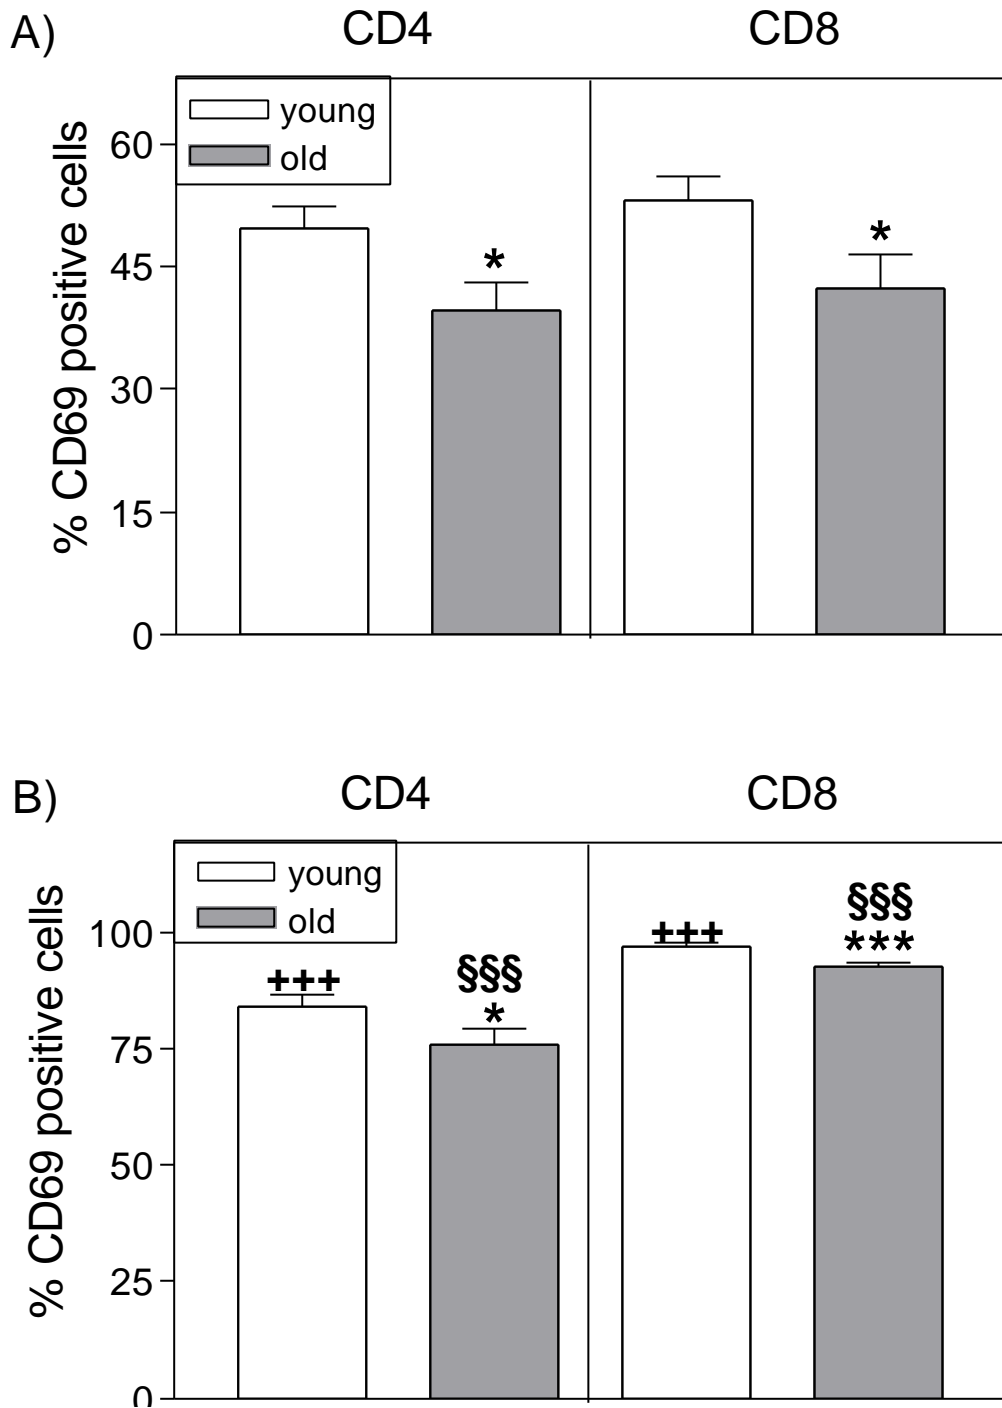 A)
CD4 CD8
young
old
% CD69 positive cells
60
45
30
15
0
*
*
B)
CD4 CD8
young
old
% CD69 positive cells
100
75
50
25
0
+++
§§§
*
+++
§§§
***